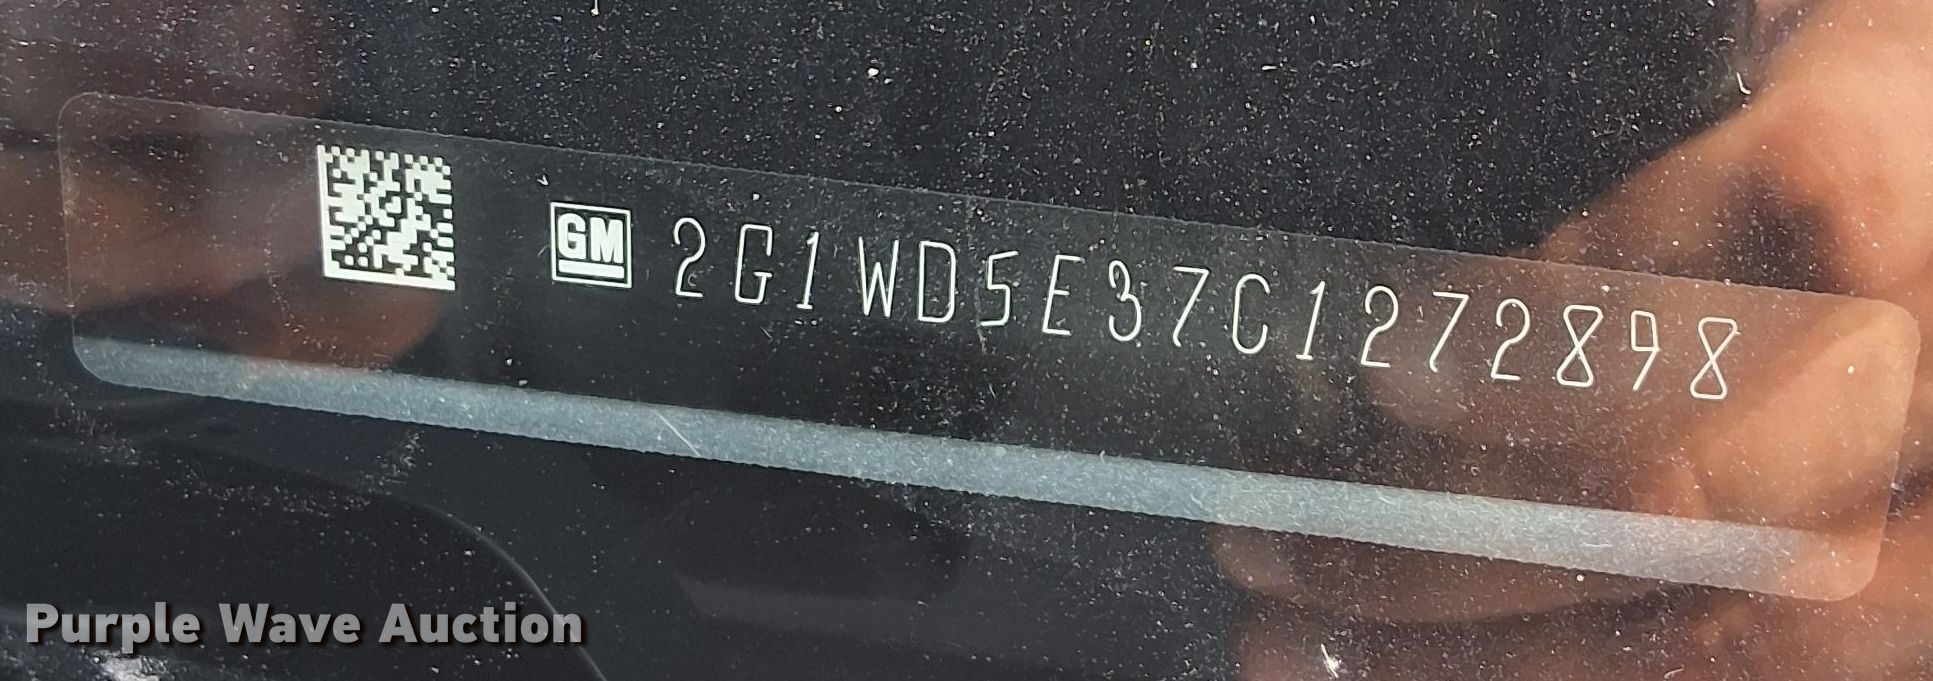 GM 2G1WD5E37C1272898
Purple Wave Auction